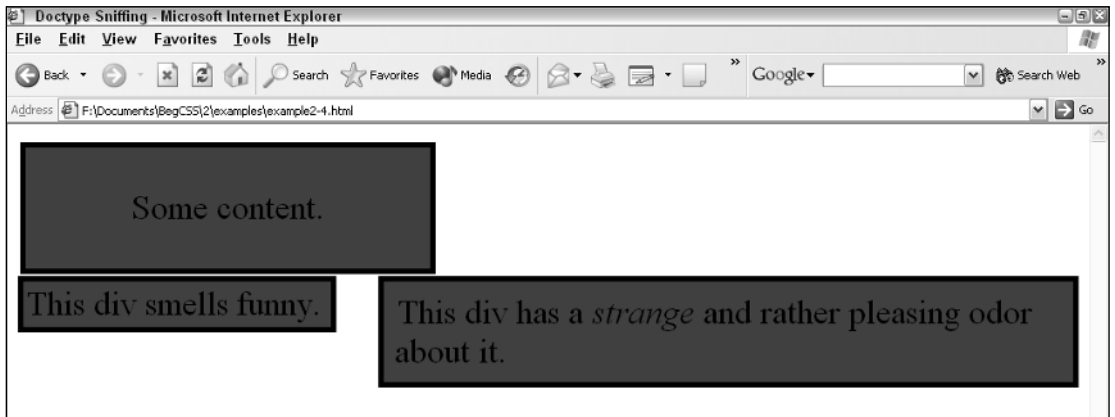 Doctype Sniffing - Microsoft Internet Explorer
File Edit View Favorites Tools Help
Back Search Favorites Media » Google Search Web »
Address F:\Documents\BegCSS\2\examples\example2-4.html Go
Some content.
This div smells funny.
This div has a strange and rather pleasing odor
about it.